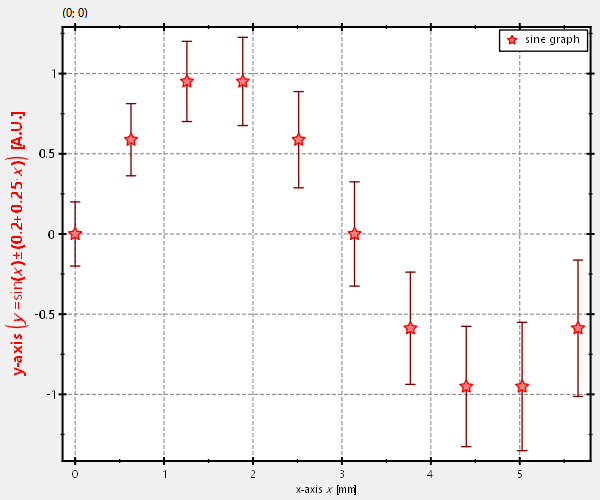 (0; 0)
sine graph
y-axis (y=sin(x)±(0.2+0.25·x)) [A.U.]
1
0.5
0
-0.5
-1
0 1 2 3 4 5
x-axis x [mm]